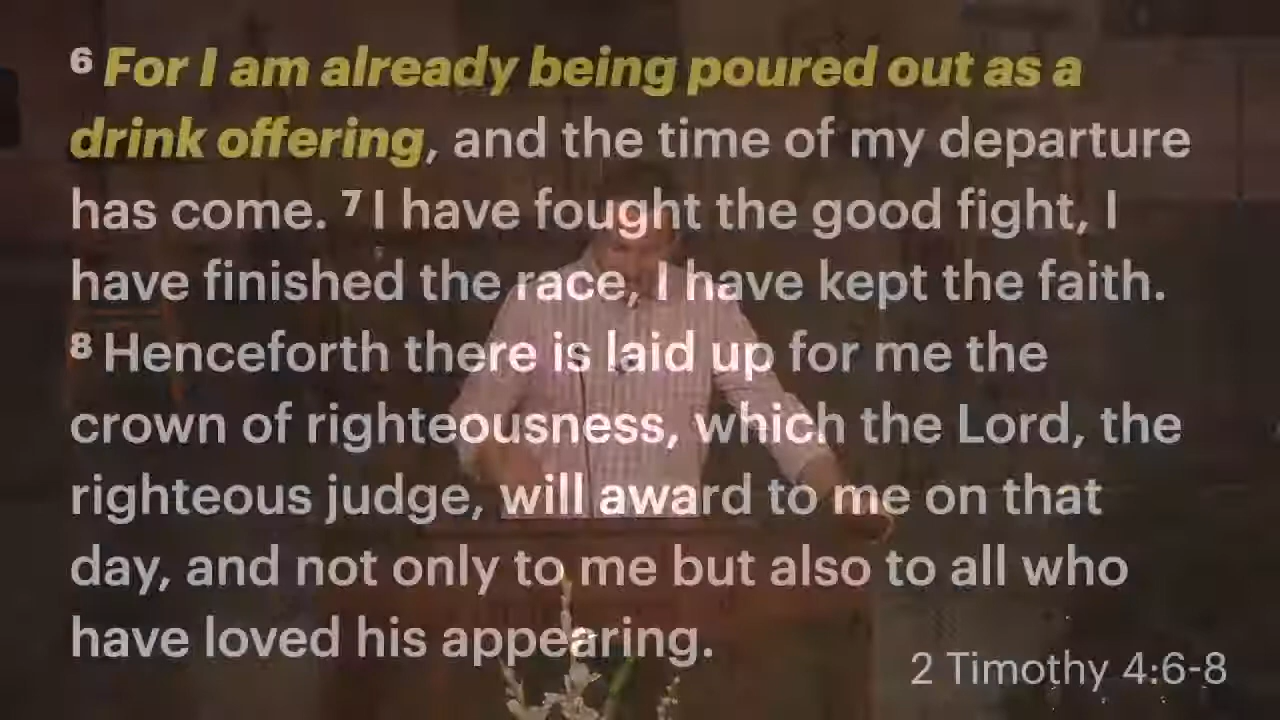 6 For I am already being poured out as a
drink offering, and the time of my departure
has come. 7 I have fought the good fight, I
have finished the race, I have kept the faith.
8 Henceforth there is laid up for me the
crown of righteousness, which the Lord, the
righteous judge, will award to me on that
day, and not only to me but also to all who
have loved his appearing.
2 Timothy 4:6-8